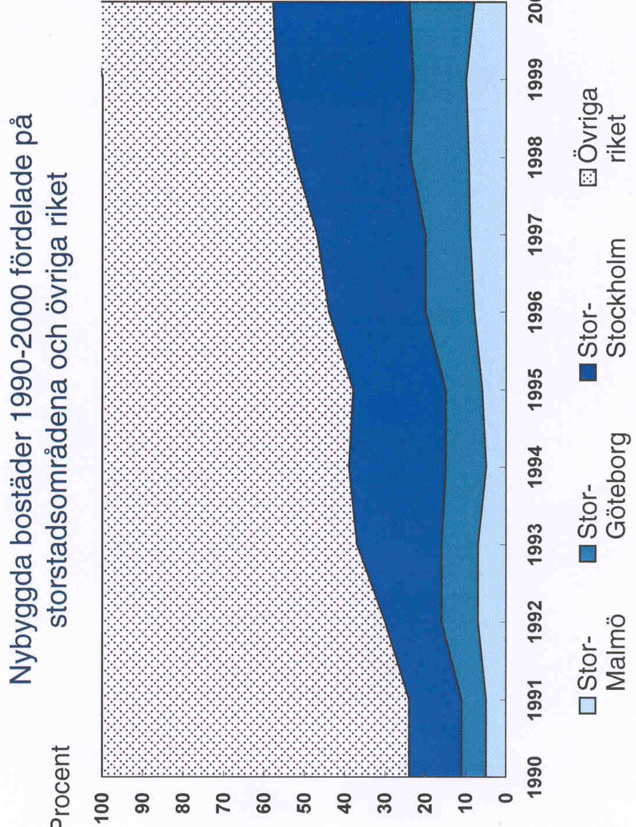 Nybyggda bostäder 1990-2000 fördelade på
storstadsområdena och övriga riket
Procent
100
90
80
70
60
50
40
30
20
10
0
1990 1991 1992 1993 1994 1995 1996 1997 1998 1999 200
Stor-
Malmö
Stor-
Göteborg
Stor-
Stockholm
Övriga
riket